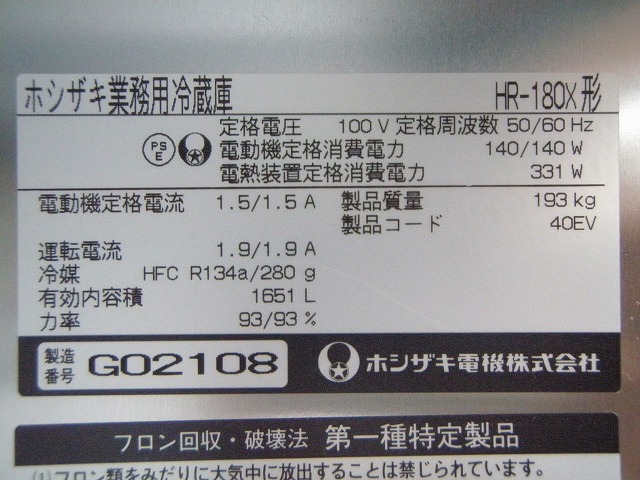 ホシザキ業務用冷蔵庫 HR-180X形
定格電圧 100 V 定格周波数 50/60 Hz
PS E
電動機定格消費電力 140/140 W
電熱装置定格消費電力 331 W
電動機定格電流 1.5/1.5 A 製品質量 193 kg
製品コード 40EV
運転電流 1.9/1.9 A
冷媒 HFC R134a/280 g
有効内容積 1651 L
力率 93/93 %
製造番号 G02108 ホシザキ電機株式会社
フロン回収・破壊法 第一種特定製品
(1)フロン類をみだりに大気中に放出することは禁じられています。